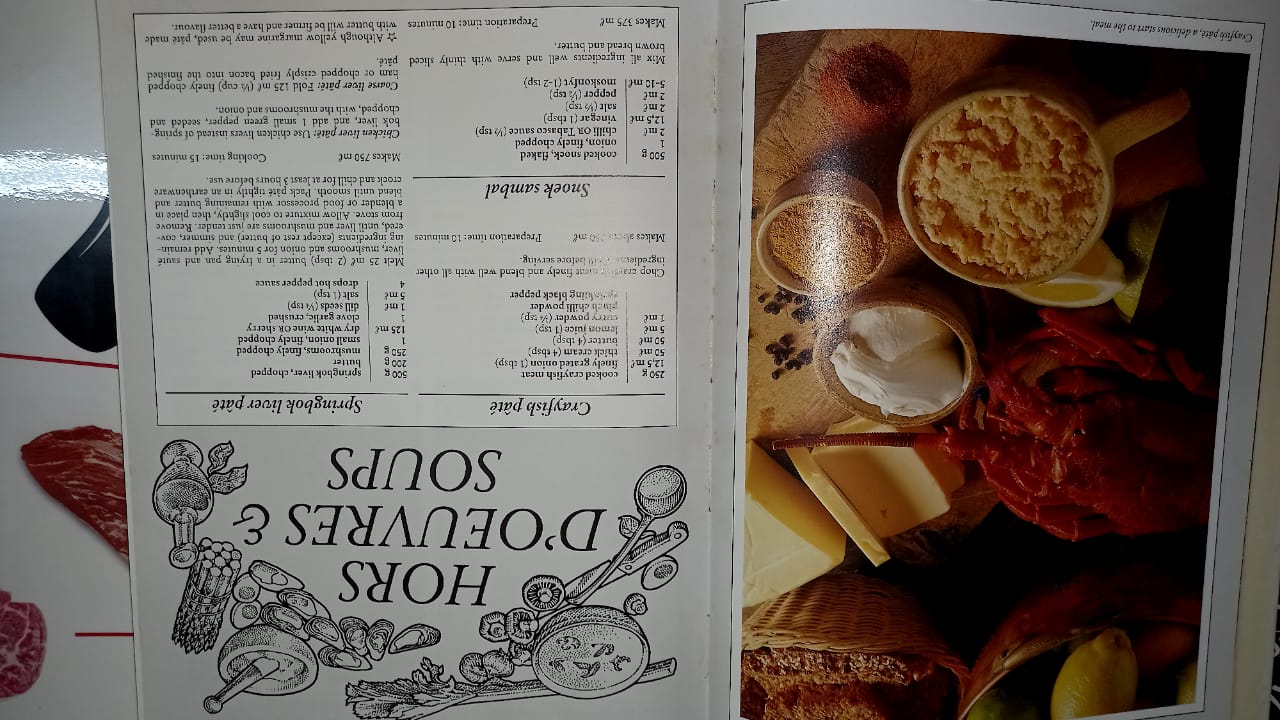 Crayfish pâté, a delicious start to the meal.
HORS
D'OEUVRES &
SOUPS
Crayfish pâté
250 g cooked crayfish meat
12,5 mℓ finely grated onion (1 tbsp)
50 mℓ thick cream (4 tbsp)
50 mℓ butter (4 tbsp)
5 mℓ lemon juice (1 tsp)
1 mℓ curry powder (¼ tsp)
pinch chilli powder
black pepper
Chop crayfish meat finely and blend well with all other
ingredients. Chill before serving.
Makes about 250 mℓ Preparation time: 10 minutes
Snoek sambal
500 g cooked snoek, flaked
1 onion, finely chopped
2 mℓ chilli OR Tabasco sauce (½ tsp)
12,5 mℓ vinegar (1 tbsp)
2 mℓ salt (½ tsp)
2 mℓ pepper (½ tsp)
5-10 mℓ moskonfyt (1-2 tsp)
Mix all ingredients well and serve with thinly sliced
brown bread and butter.
Makes 375 mℓ Preparation time: 10 minutes
Springbok liver pâté
500 g springbok liver, chopped
200 g butter
250 g mushrooms, finely chopped
1 small onion, finely chopped
125 mℓ dry white wine OR sherry
1 clove garlic, crushed
1 mℓ dill seeds (¼ tsp)
5 mℓ salt (1 tsp)
4 drops hot pepper sauce
Melt 25 mℓ (2 tbsp) butter in a frying pan and sauté
liver, mushrooms and onion for 5 minutes. Add remain-
ing ingredients (except rest of butter) and simmer, cov-
ered, until liver and mushrooms are just tender. Remove
from stove. Allow mixture to cool slightly, then place in
a blender or food processor with remaining butter and
blend until smooth. Pack pâté tightly in an earthenware
crock and chill for at least 3 hours before use.
Makes 750 mℓ Cooking time: 15 minutes
Chicken liver pâté: Use chicken livers instead of spring-
bok liver, and add 1 small green pepper, seeded and
chopped, with the mushrooms and onion.
Coarse liver pâté: Fold 125 mℓ (½ cup) finely chopped
ham or chopped crisply fried bacon into the finished
pâté.
☆ Although yellow margarine may be used, pâté made
with butter will be firmer and have a better flavour.